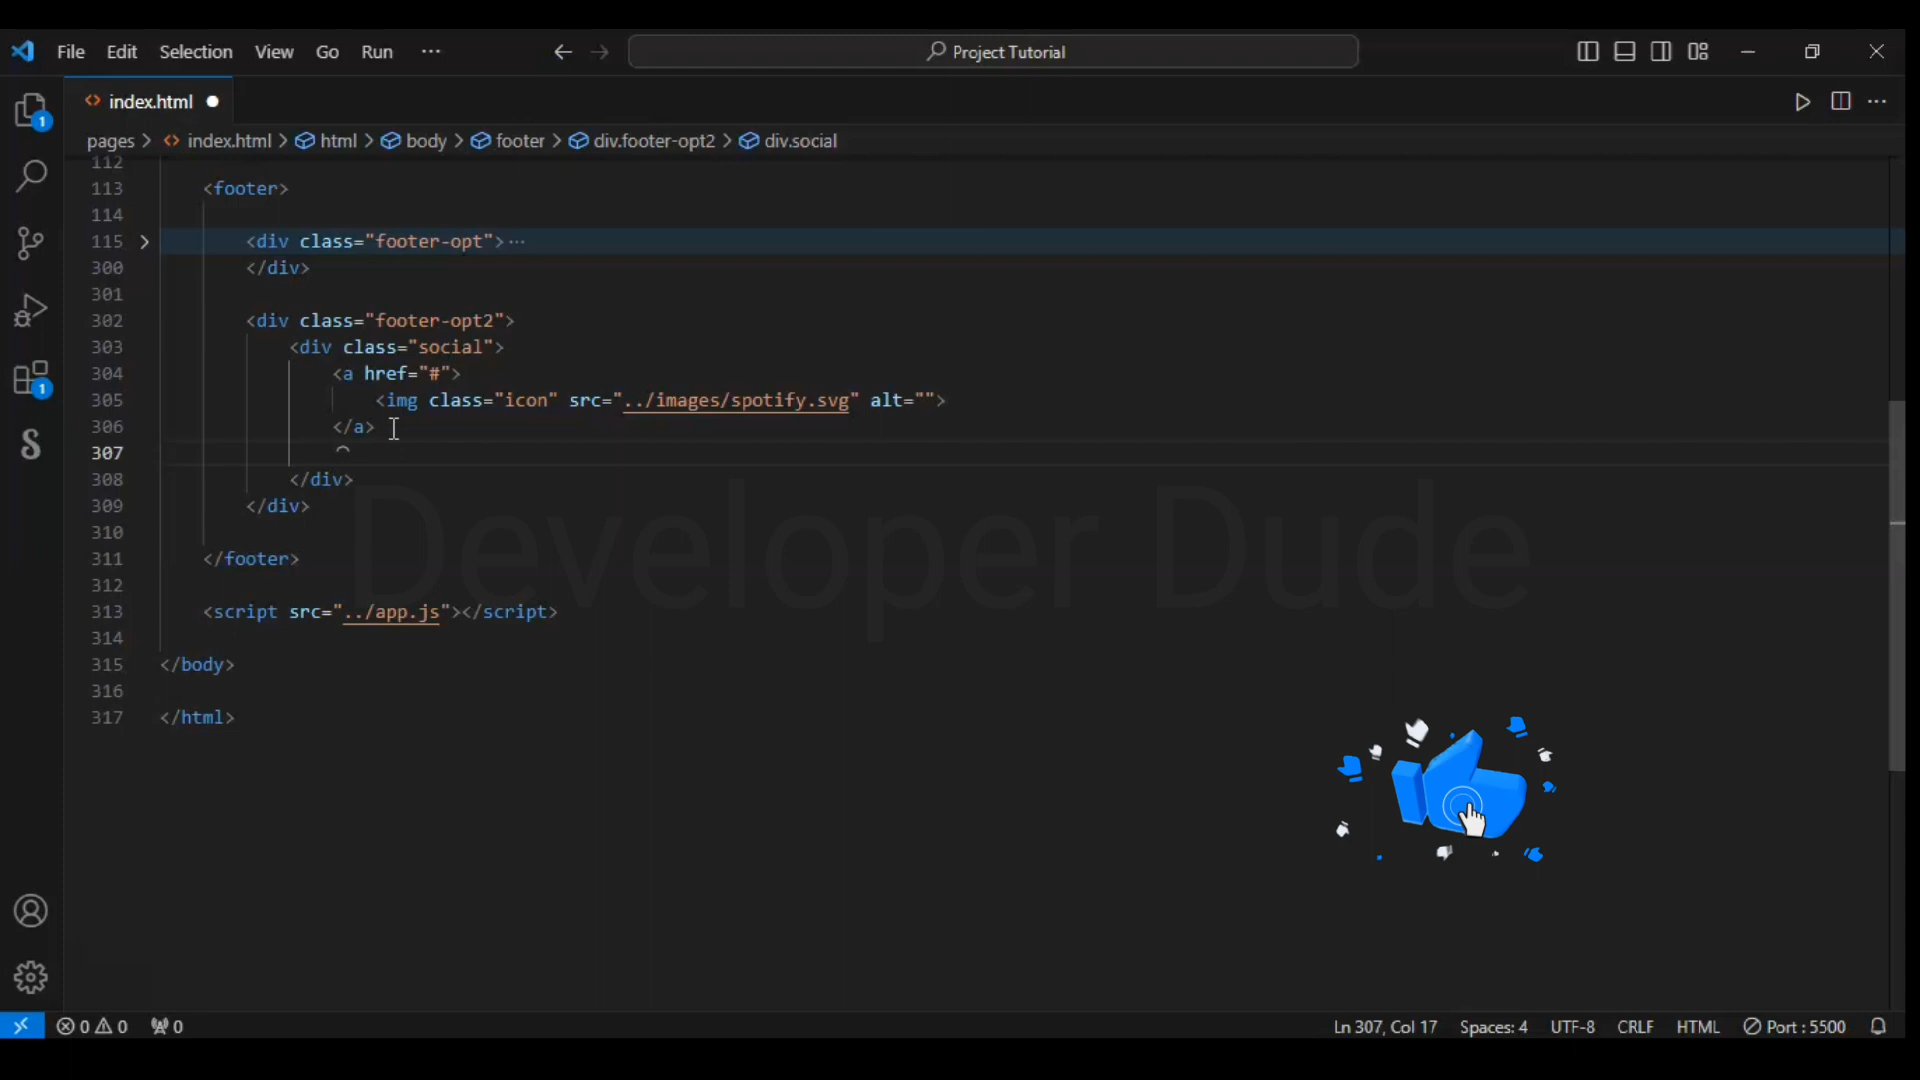 File Edit Selection View Go Run ··· Project Tutorial
<> index.html ●
pages > <> index.html > html > body > footer > div.footer-opt2 > div.social
112
113 <footer>
114
115 <div class="footer-opt">···
300 </div>
301
302 <div class="footer-opt2">
303 <div class="social">
304 <a href="#">
305 <img class="icon" src="../images/spotify.svg" alt="">
306 </a>
307
308 </div>
309 </div>
310
311 </footer>
312
313 <script src="../app.js"></script>
314
315 </body>
316
317 </html>
Developer Dude
1
1
0 0 0 Ln 307, Col 17 Spaces: 4 UTF-8 CRLF HTML Port : 5500